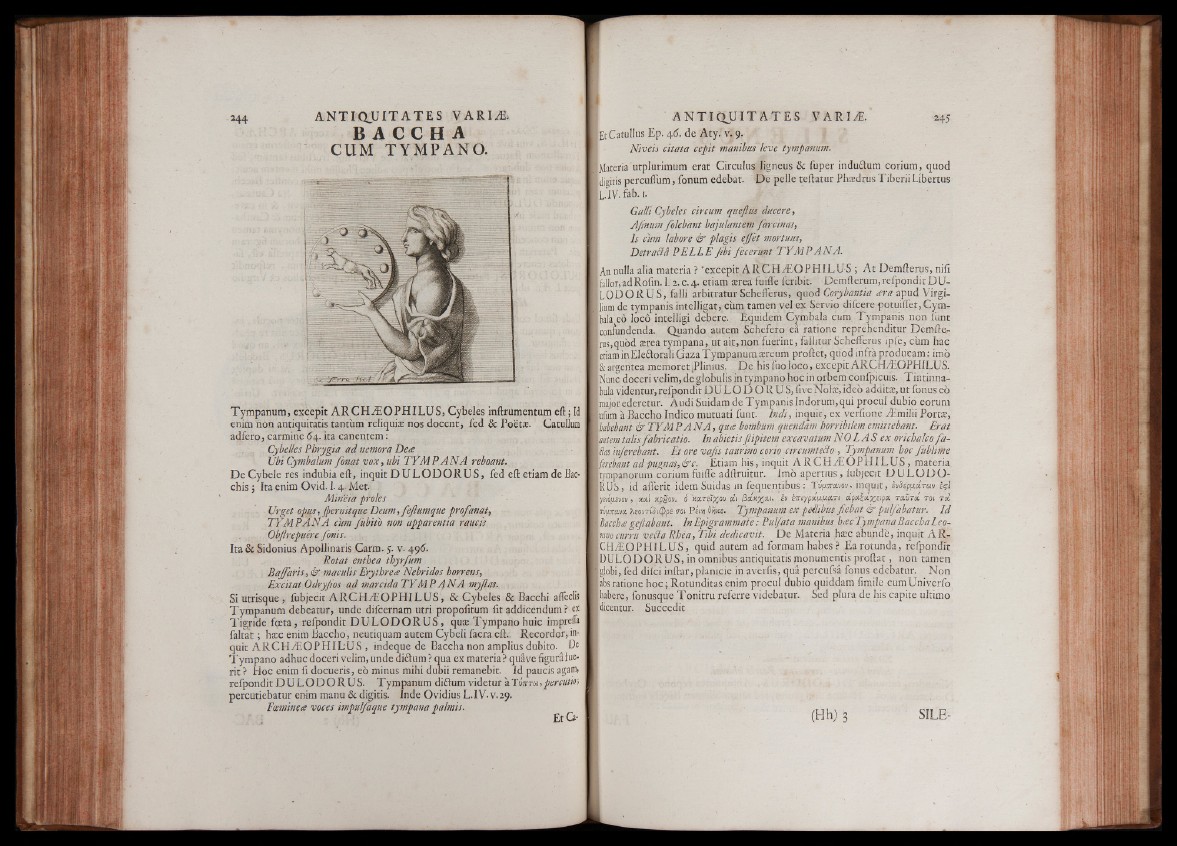 244 ANTIQUITATES VARIÆ.
BACCHA
CUM TYMPANO.
Tympanum, excepit ARCHÆOPHILUS, Cybeles inſtrumentum eſt; Id
enim non antiquitatis tantùm reliquiæ nos docent, ſed & Poëtæ. Catullum
adſero, carmine 64. ita canentem:
Cybelles Phrygia ad nemora Deæ
Ubi Cymbalum ſonat vox, ubi TYMPANA reboant.
De Cybele res indubia eſt, inquit DULODORUS, ſed eſt etiam de Bac-
chis; Ita enim Ovid. l. 4. Met.
Mineia proles
Urget opus, ſpernitque Deum, feſtumque profanat,
TYMPANA cùm ſubitò non apparentia raucis
Obſtrepuere ſonis.
Ita & Sidonius Apollinaris Carm. 5. v. 496.
Rotat enthea thyrſum
Baſſaris, & maculis Erythreæ Nebridos horrens,
Excitat Odryſios ad marcida TYMPANA myſtas.
Si utrisque, ſubjecit ARCHÆOPHILUS, & Cybeles & Bacchi aſſeclis
Tympanum debeatur, unde diſcernam utri propoſitum ſit addicendum? ex
Tigride fœta, reſpondit DULODORUS, quæ Tympano huic impreſſa
ſaltat; hæc enim Baccho, neutiquam autem Cybeli ſacra eſt. Recordor, in-
quit ARCHÆOPHILUS, indeque de Baccha non amplius dubito. De
Tympano adhuc doceri velim, unde dictum? qua ex materia? quâve figurâ fue-
rit? Hoc enim ſi docueris, eò minus mihi dubii remanebit. Id paucis agam,
reſpondit DULODORUS. Tympanum dictum videtur à Τύπτω, percutio,
percutiebatur enim manu & digitis. Inde Ovidius L.IV. v. 29.
Fœmineæ voces impulſaque tympana palmis.
Et Ca-
ANTIQUITATES VARIÆ. 245
Et Catullus Ep. 46. de Aty. v. 9.
Niveis citata cepit manibus leve tympanum.
Materia utplurimum erat Circulus ligneus & ſuper inductum corium, quod
digitis percuſſum, ſonum edebat. De pelle teſtatur Phædrus Tiberii Libertus
L.IV. fab. 1.
Galli Cybeles circum quæſtus ducere,
Aſinum ſolebant bajulantem ſarcinas,
Is cùm labore & plagis eſſet mortuus,
Detractâ PELLE ſibi fecerunt TYMPANA.
An nulla alia materia? excepit ARCHÆOPHILUS; At Demſterus, niſi
fallor, ad Roſin. l. 2. c. 4. etiam ærea fuiſſe ſcribit. Demſterum, reſpondit DU-
LODORUS, falli arbitratur Schefferus, quod Corybantia æra apud Virgi-
lium de tympanis intelligat, cùm tamen vel ex Servio diſcere potuiſſet, Cym-
bala eò locò intelligi debere. Equidem Cymbala cum Tympanis non ſunt
confundenda. Quando autem Schefero eâ ratione reprehenditur Demſte-
rus, quòd ærea tympana, ut ait, non fuerint, fallitur Schefferus ipſe, cùm hac
etiam in Electorali Gaza Tympanum æreum proſtet, quod infrà producam: imò
& argentea memoret Plinius. De his ſuo loco, excepit ARCHÆOPHILUS.
Nunc doceri velim, de globulis in tympano hoc in orbem conſpicuis. Tintinna-
bula videntur, reſpondit DULODORUS, ſive Nolæ, ideò additæ, ut ſonus eò
major ederetur. Audi Suidam de Tympanis Indorum, qui procul dubio eorum
uſum à Baccho Indico mutuati ſunt. Indi, inquit, ex verſione Æmilii Portæ,
habebant & TYMPANA, quæ bombum quendam horribilem emittebant. Erat
autem talis fabricatio. In abietis ſtipitem excavatum NOLAS ex orichalco fa-
ctas inſerebant. Et ore vaſis taurino corio circumtecto, Tympanum hoc ſublime
ferebant ad pugnas, &c. Etiam his, inquit ARCHÆOPHILUS, materia
tympanorum corium fuiſſe adſtruitur. Imò apertius, ſubjecit DULODO-
RUS, id aſſerit idem Suidas in ſequentibus:
Tympanum ex pellibus fiebat & pulſabatur. Id
Bacchæ geſtabant. In Epigrammate: Pulſata manibus hæc Tympana Baccha Leo-
num curru vecta Rhea, Tibi dedicavit. De Materia hæc abundè, inquit AR-
CHÆOPHILUS, quid autem ad formam habes? Ea rotunda, reſpondit
DULODORUS, in omnibus antiquitatis monumentis proſtat, non tamen
globi, ſed diſci inſtar, planicie in averſis, quâ percuſsâ ſonus edebatur. Non
abs ratione hoc; Rotunditas enim procul dubio quiddam ſimile cum Univerſo
habere, ſonusque Tonitru referre videbatur. Sed plura de his capite ultimo
dicentur. Succedit
(Hh) 3 SILE-